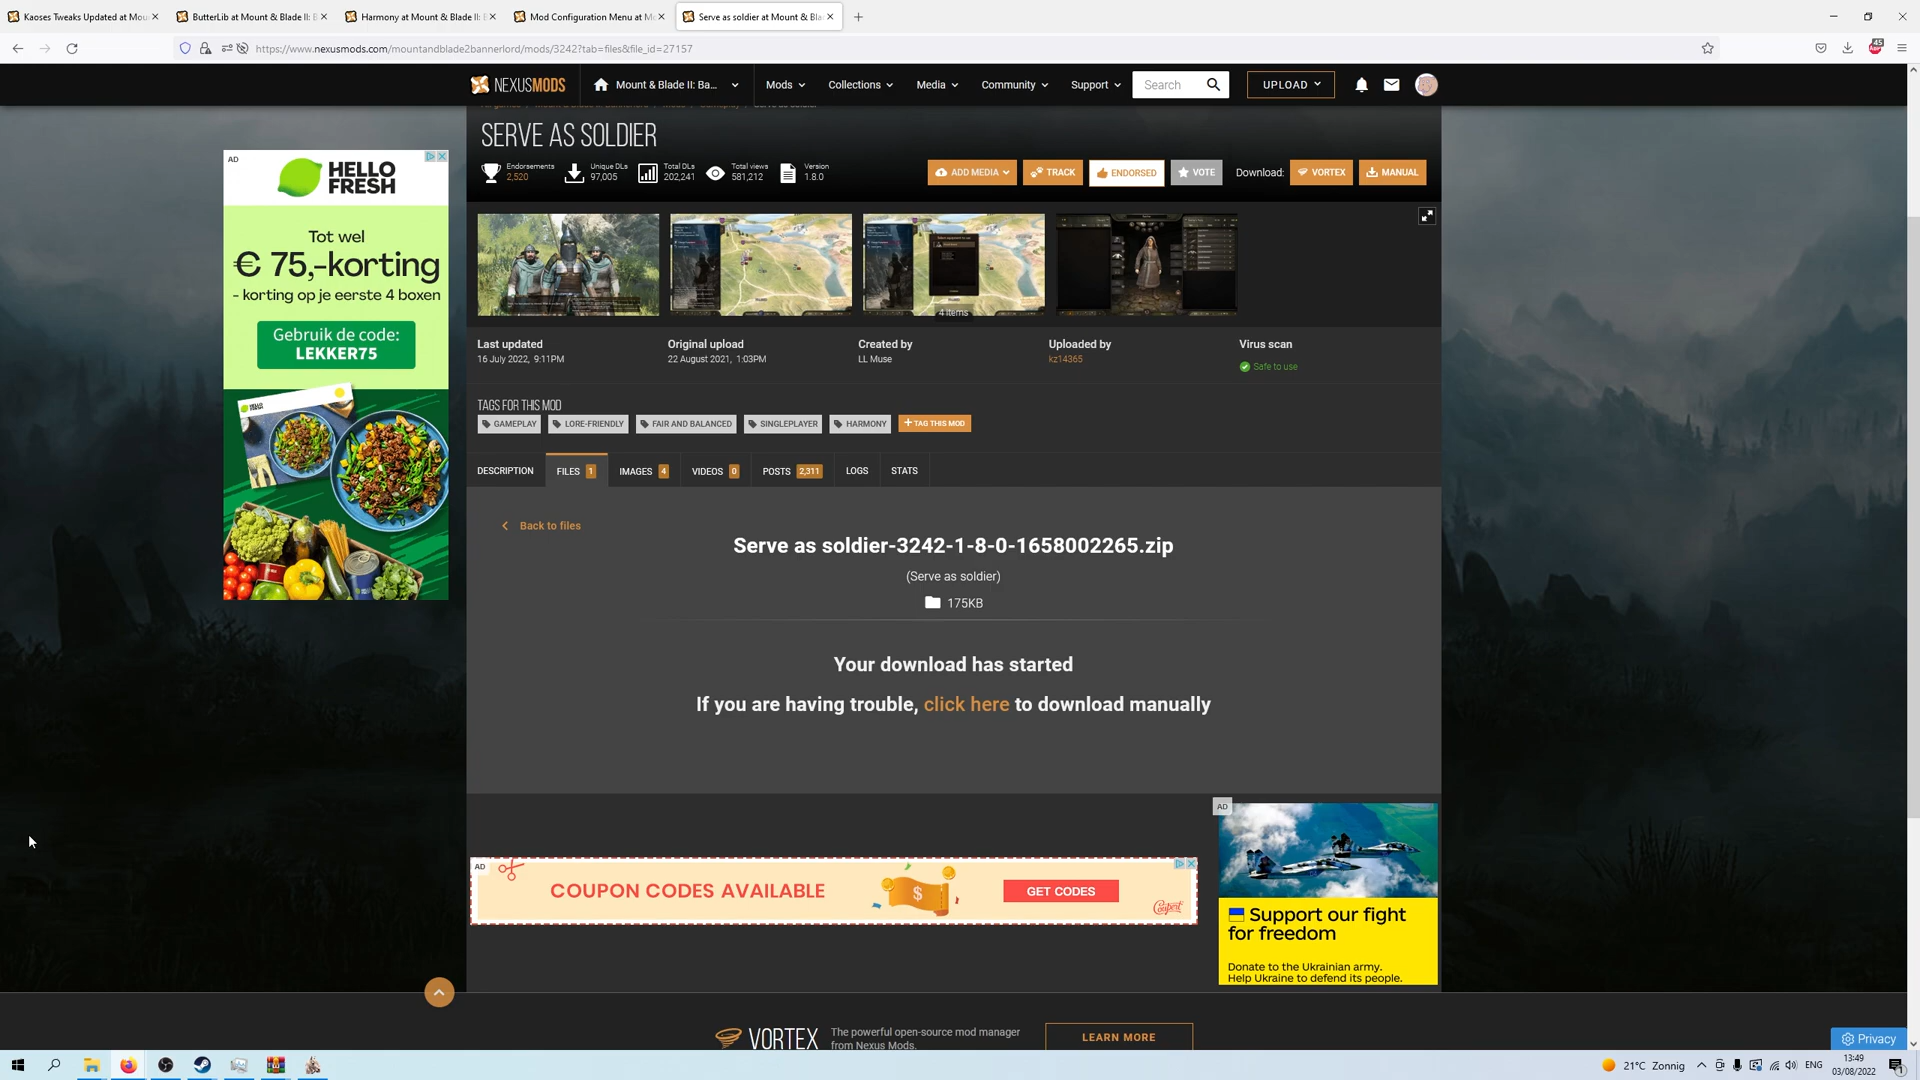 Kaoses Tweaks Updated at Mou
ButterLib at Mount & Blade II: B
Harmony at Mount & Blade II: B
Mod Configuration Menu at Mo
Serve as soldier at Mount & Bla
https://www.nexusmods.com/mountandblade2bannerlord/mods/3242?tab=files&file_id=27157
45
NEXUSMODS
Mount & Blade II: Ba...
Mods
Collections
Media
Community
Support
Search
UPLOAD
SERVE AS SOLDIER
Endorsements
2,520
Unique DLs
97,005
Total DLs
202,241
Total views
581,212
Version
1.8.0
ADD MEDIA
TRACK
ENDORSED
VOTE
Download:
VORTEX
MANUAL
4 items
Last updated
16 July 2022, 9:11PM
Original upload
22 August 2021, 1:03PM
Created by
LL Muse
Uploaded by
kz14365
Virus scan
Safe to use
TAGS FOR THIS MOD
GAMEPLAY
LORE-FRIENDLY
FAIR AND BALANCED
SINGLEPLAYER
HARMONY
+ TAG THIS MOD
DESCRIPTION
FILES 1
IMAGES 4
VIDEOS 0
POSTS 2,311
LOGS
STATS
Back to files
Serve as soldier-3242-1-8-0-1658002265.zip
(Serve as soldier)
175KB
Your download has started
If you are having trouble, click here to download manually
AD
HELLO
FRESH
Tot wel
€ 75,-korting
- korting op je eerste 4 boxen
Gebruik de code:
LEKKER75
AD
COUPON CODES AVAILABLE
$
GET CODES
Coupert
AD
Support our fight
for freedom
Donate to the Ukrainian army.
Help Ukraine to defend its people.
VORTEX
The powerful open-source mod manager
from Nexus Mods.
LEARN MORE
Privacy
21°C Zonnig
ENG
13:49
03/08/2022
1